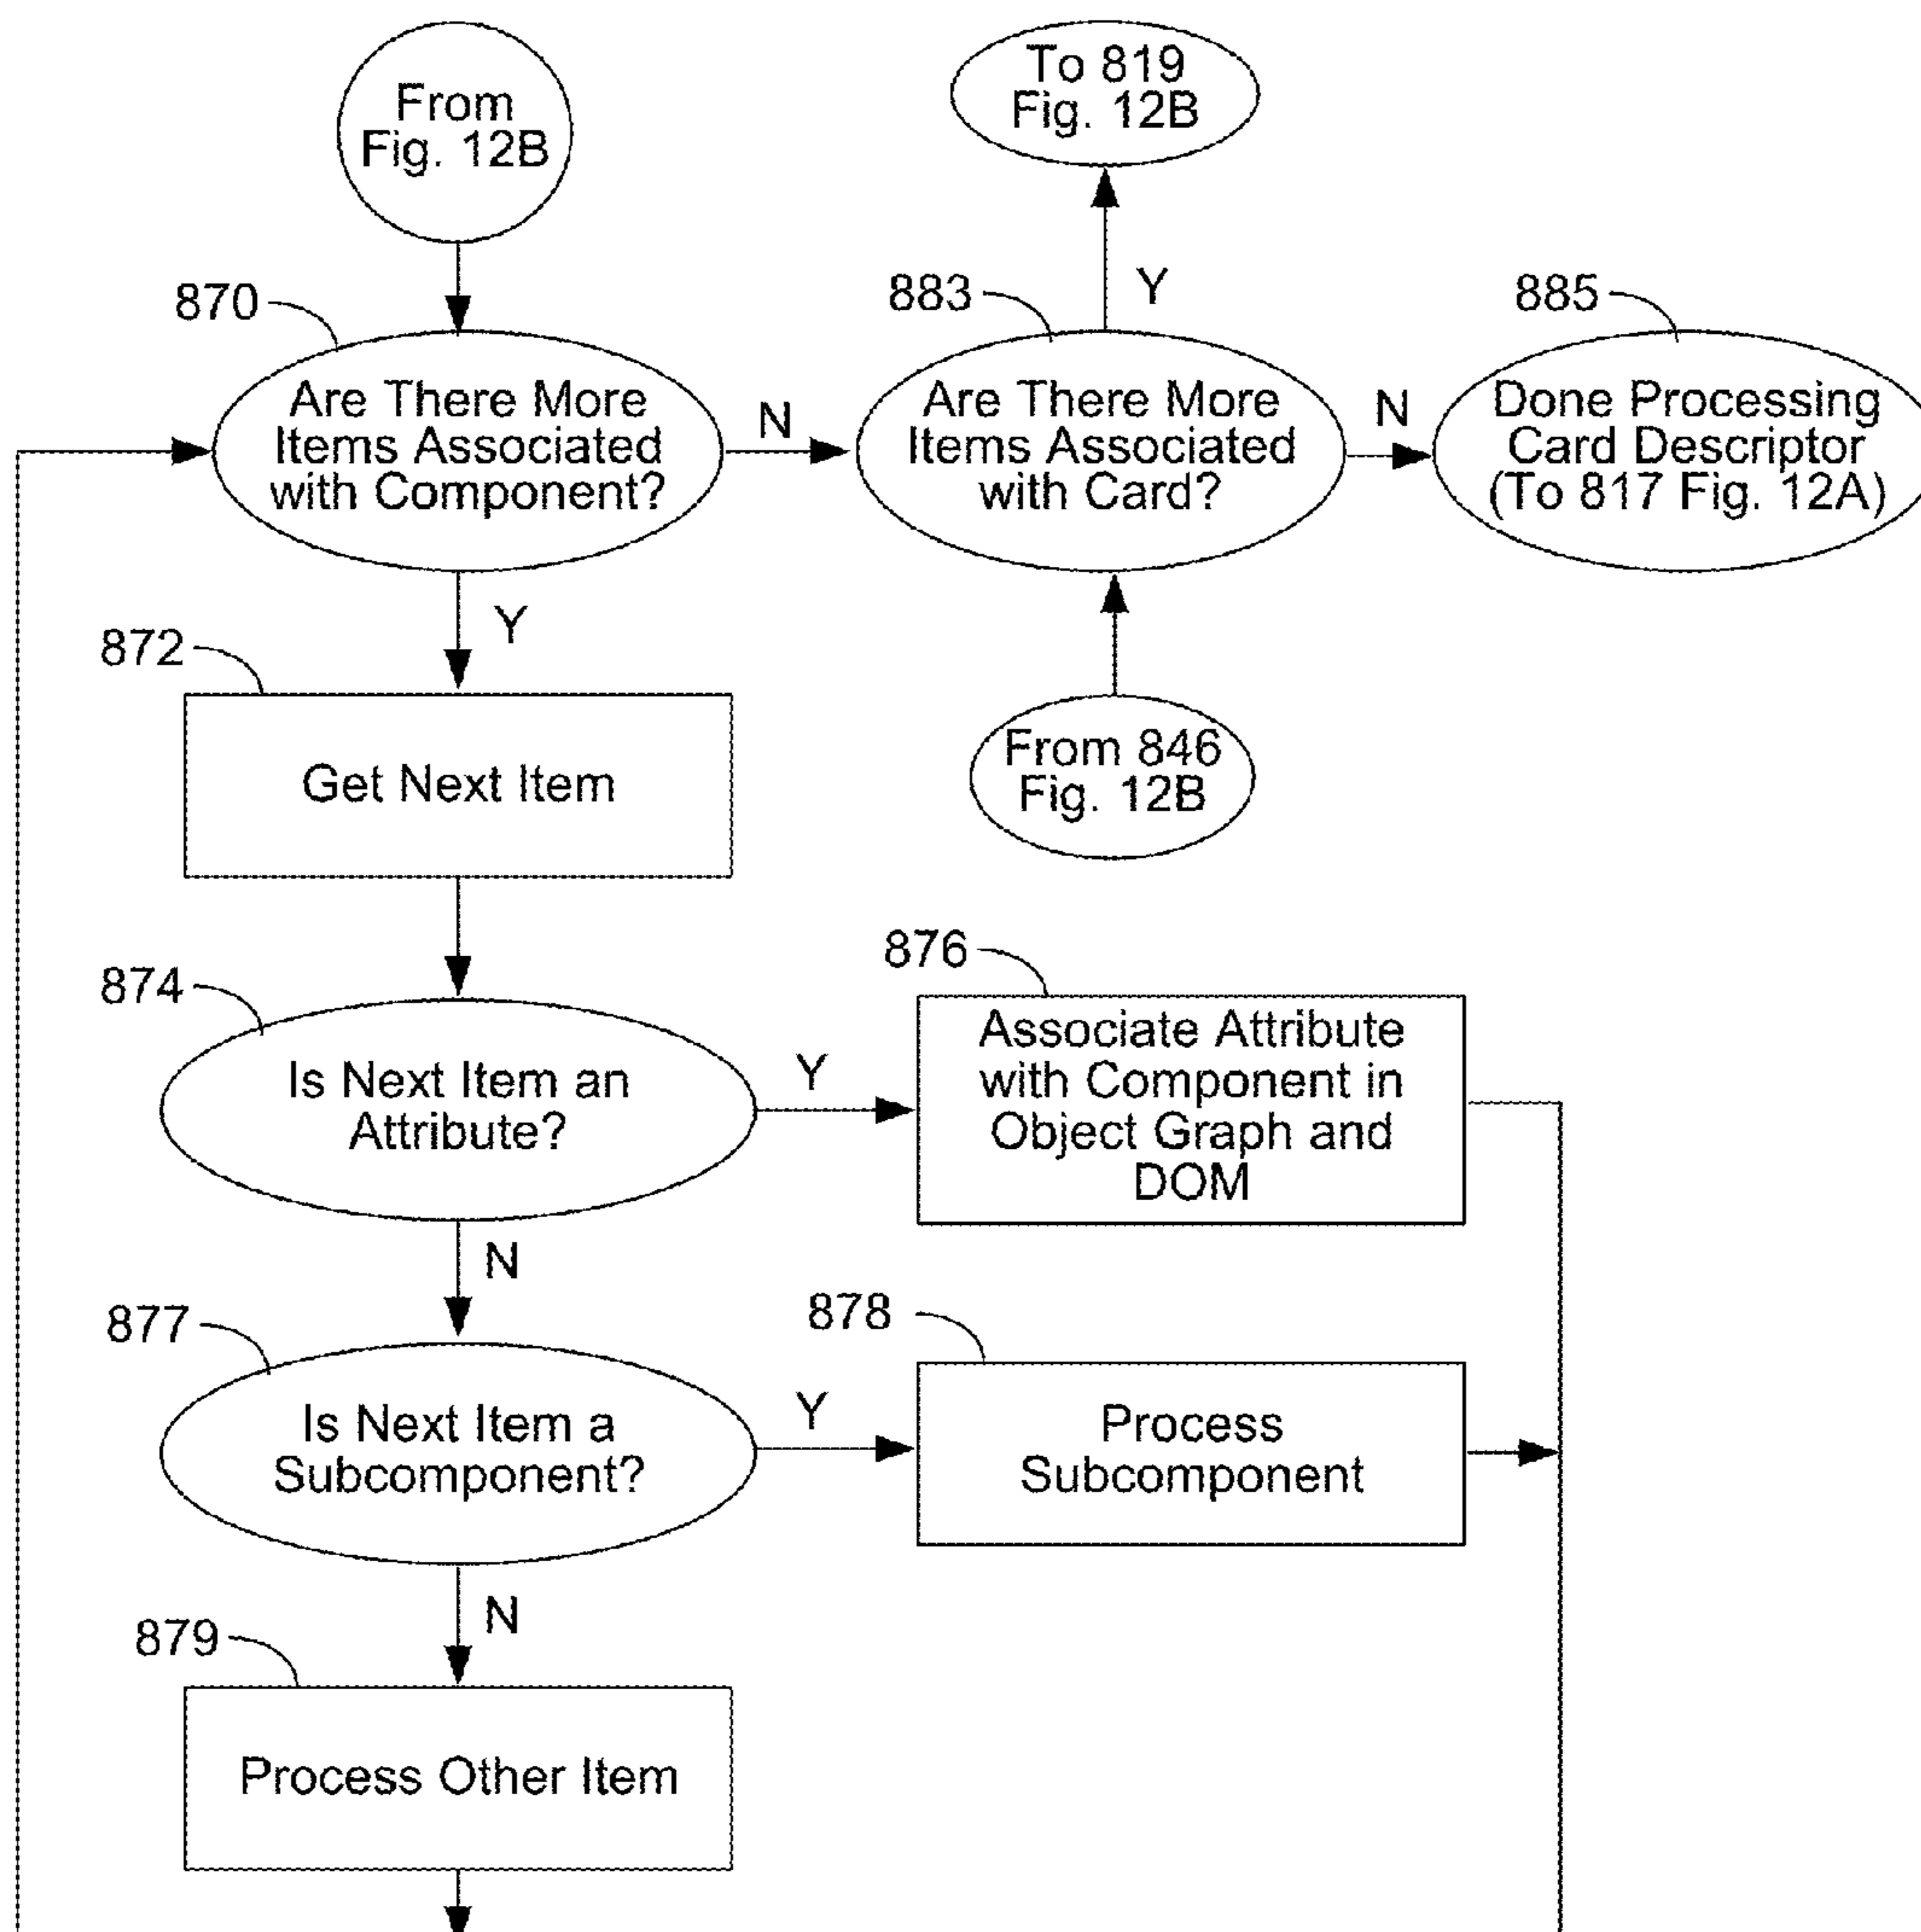 From
Fig. 12B
To 819
Fig. 12B
870
883
Y
885
Are There More
Items Associated
with Component?
N
Are There More
Items Associated
with Card?
N
Done Processing
Card Descriptor
(To 817 Fig. 12A)
Y
872
Get Next Item
From 846
Fig. 12B
874
876
Is Next Item an
Attribute?
Y
Associate Attribute
with Component in
Object Graph and
DOM
N
877
878
Is Next Item a
Subcomponent?
Y
Process
Subcomponent
N
879
Process Other Item